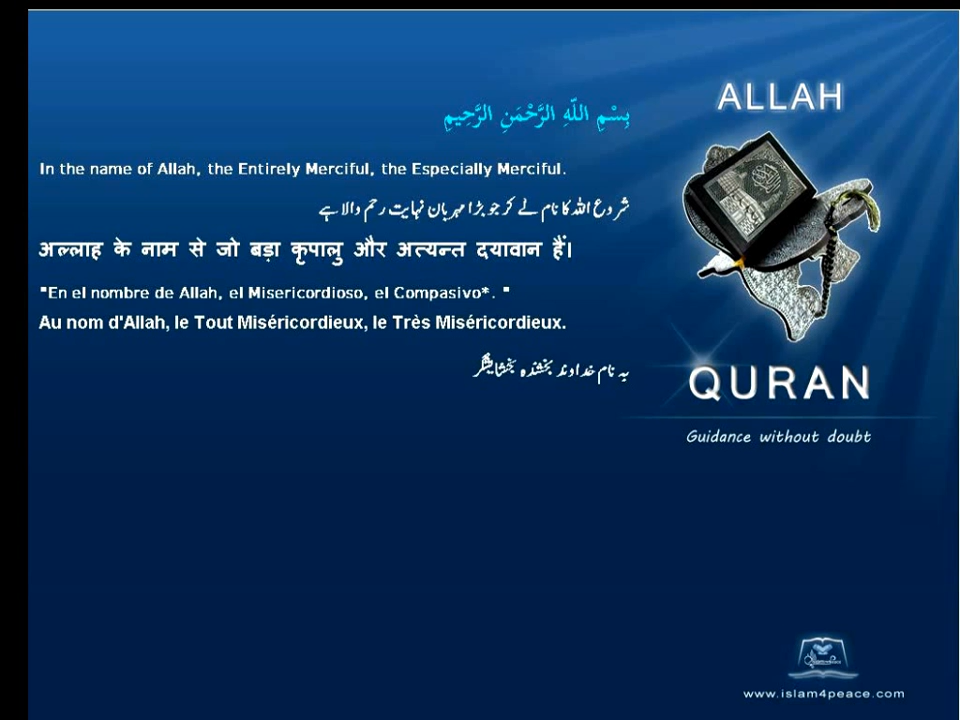 بِسْمِ اللّهِ الرَّحْمَنِ الرَّحِيمِ
In the name of Allah, the Entirely Merciful, the Especially Merciful.
شروع الله کا نام لے کر جو بڑا مہربان نہایت رحم والا ہے
अल्लाह के नाम से जो बड़ा कृपालु और अत्यन्त दयावान हैं।
"En el nombre de Allah, el Misericordioso, el Compasivo*. "
Au nom d'Allah, le Tout Miséricordieux, le Très Miséricordieux.
به نام خداوند بخشنده بخشایشگر
ALLAH
QURAN
Guidance without doubt
www.islam4peace.com